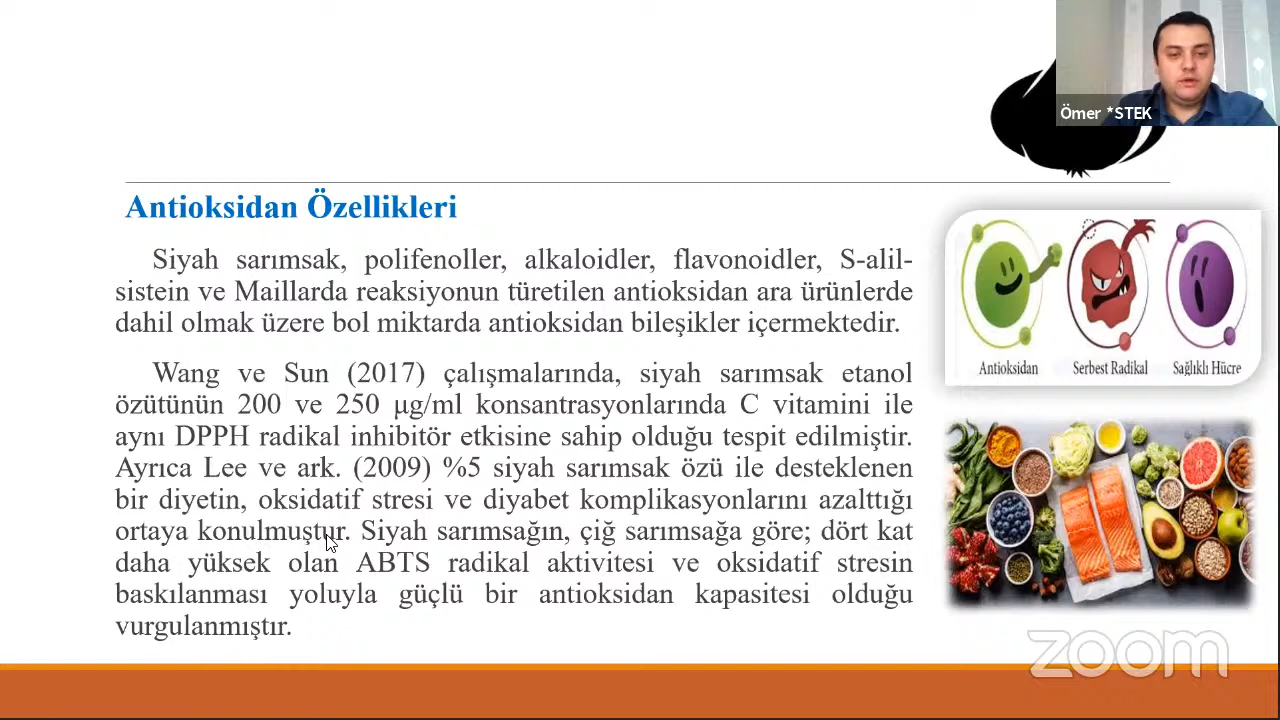 Ömer *STEK
Antioksidan Özellikleri
Siyah sarımsak, polifenoller, alkaloidler, flavonoidler, S-alil-
sistein ve Maillarda reaksiyonun türetilen antioksidan ara ürünlerde
dahil olmak üzere bol miktarda antioksidan bileşikler içermektedir.
Wang ve Sun (2017) çalışmalarında, siyah sarımsak etanol
özütünün 200 ve 250 μg/ml konsantrasyonlarında C vitamini ile
aynı DPPH radikal inhibitör etkisine sahip olduğu tespit edilmiştir.
Ayrıca Lee ve ark. (2009) %5 siyah sarımsak özü ile desteklenen
bir diyetin, oksidatif stresi ve diyabet komplikasyonlarını azalttığı
ortaya konulmuştur. Siyah sarımsağın, çiğ sarımsağa göre; dört kat
daha yüksek olan ABTS radikal aktivitesi ve oksidatif stresin
baskılanması yoluyla güçlü bir antioksidan kapasitesi olduğu
vurgulanmıştır.
Antioksidan
Serbest Radikal
Sağlıklı Hücre
zoom